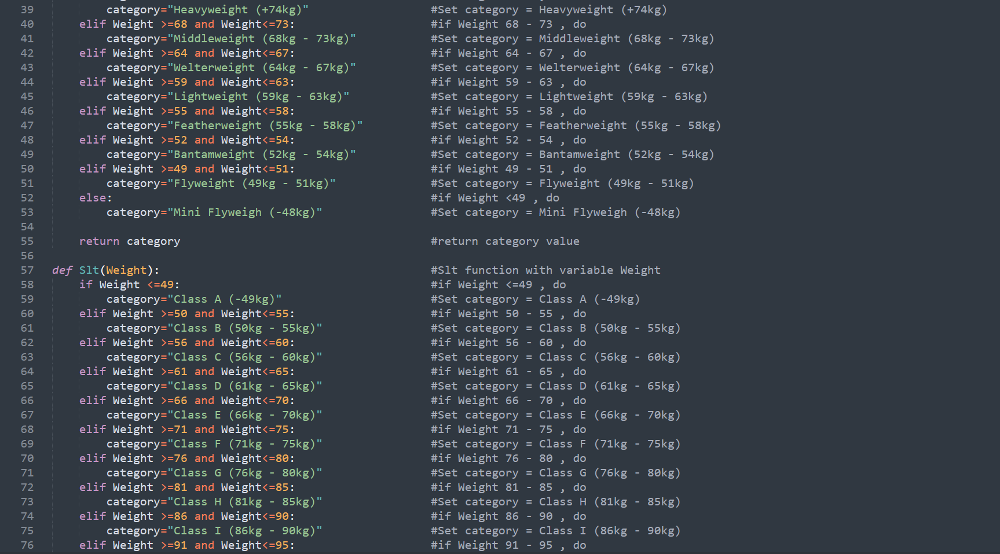 39 category="Heavyweight (+74kg)" #Set category = Heavyweight (+74kg)
40 elif Weight >=68 and Weight<=73: #if Weight 68 - 73 , do
41 category="Middleweight (68kg - 73kg)" #Set category = Middleweight (68kg - 73kg)
42 elif Weight >=64 and Weight<=67: #if Weight 64 - 67 , do
43 category="Welterweight (64kg - 67kg)" #Set category = Welterweight (64kg - 67kg)
44 elif Weight >=59 and Weight<=63: #if Weight 59 - 63 , do
45 category="Lightweight (59kg - 63kg)" #Set category = Lightweight (59kg - 63kg)
46 elif Weight >=55 and Weight<=58: #if Weight 55 - 58 , do
47 category="Featherweight (55kg - 58kg)" #Set category = Featherweight (55kg - 58kg)
48 elif Weight >=52 and Weight<=54: #if Weight 52 - 54 , do
49 category="Bantamweight (52kg - 54kg)" #Set category = Bantamweight (52kg - 54kg)
50 elif Weight >=49 and Weight<=51: #if Weight 49 - 51 , do
51 category="Flyweight (49kg - 51kg)" #Set category = Flyweight (49kg - 51kg)
52 else: #if Weight <49 , do
53 category="Mini Flyweigh (-48kg)" #Set category = Mini Flyweigh (-48kg)
54
55 return category #return category value
56
57 def Slt(Weight): #Slt function with variable Weight
58 if Weight <=49: #if Weight <=49 , do
59 category="Class A (-49kg)" #Set category = Class A (-49kg)
60 elif Weight >=50 and Weight<=55: #if Weight 50 - 55 , do
61 category="Class B (50kg - 55kg)" #Set category = Class B (50kg - 55kg)
62 elif Weight >=56 and Weight<=60: #if Weight 56 - 60 , do
63 category="Class C (56kg - 60kg)" #Set category = Class C (56kg - 60kg)
64 elif Weight >=61 and Weight<=65: #if Weight 61 - 65 , do
65 category="Class D (61kg - 65kg)" #Set category = Class D (61kg - 65kg)
66 elif Weight >=66 and Weight<=70: #if Weight 66 - 70 , do
67 category="Class E (66kg - 70kg)" #Set category = Class E (66kg - 70kg)
68 elif Weight >=71 and Weight<=75: #if Weight 71 - 75 , do
69 category="Class F (71kg - 75kg)" #Set category = Class F (71kg - 75kg)
70 elif Weight >=76 and Weight<=80: #if Weight 76 - 80 , do
71 category="Class G (76kg - 80kg)" #Set category = Class G (76kg - 80kg)
72 elif Weight >=81 and Weight<=85: #if Weight 81 - 85 , do
73 category="Class H (81kg - 85kg)" #Set category = Class H (81kg - 85kg)
74 elif Weight >=86 and Weight<=90: #if Weight 86 - 90 , do
75 category="Class I (86kg - 90kg)" #Set category = Class I (86kg - 90kg)
76 elif Weight >=91 and Weight<=95: #if Weight 91 - 95 , do